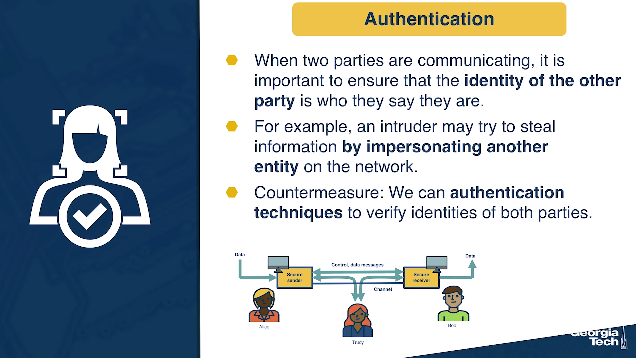 Authentication
When two parties are communicating, it is
important to ensure that the identity of the other
party is who they say they are.
For example, an intruder may try to steal
information by impersonating another
entity on the network.
Countermeasure: We can authentication
techniques to verify identities of both parties.
Data
Data
Control, data messages
Secure
sender
Secure
receiver
Channel
Alice
Bob
Trudy
Georgia
Tech